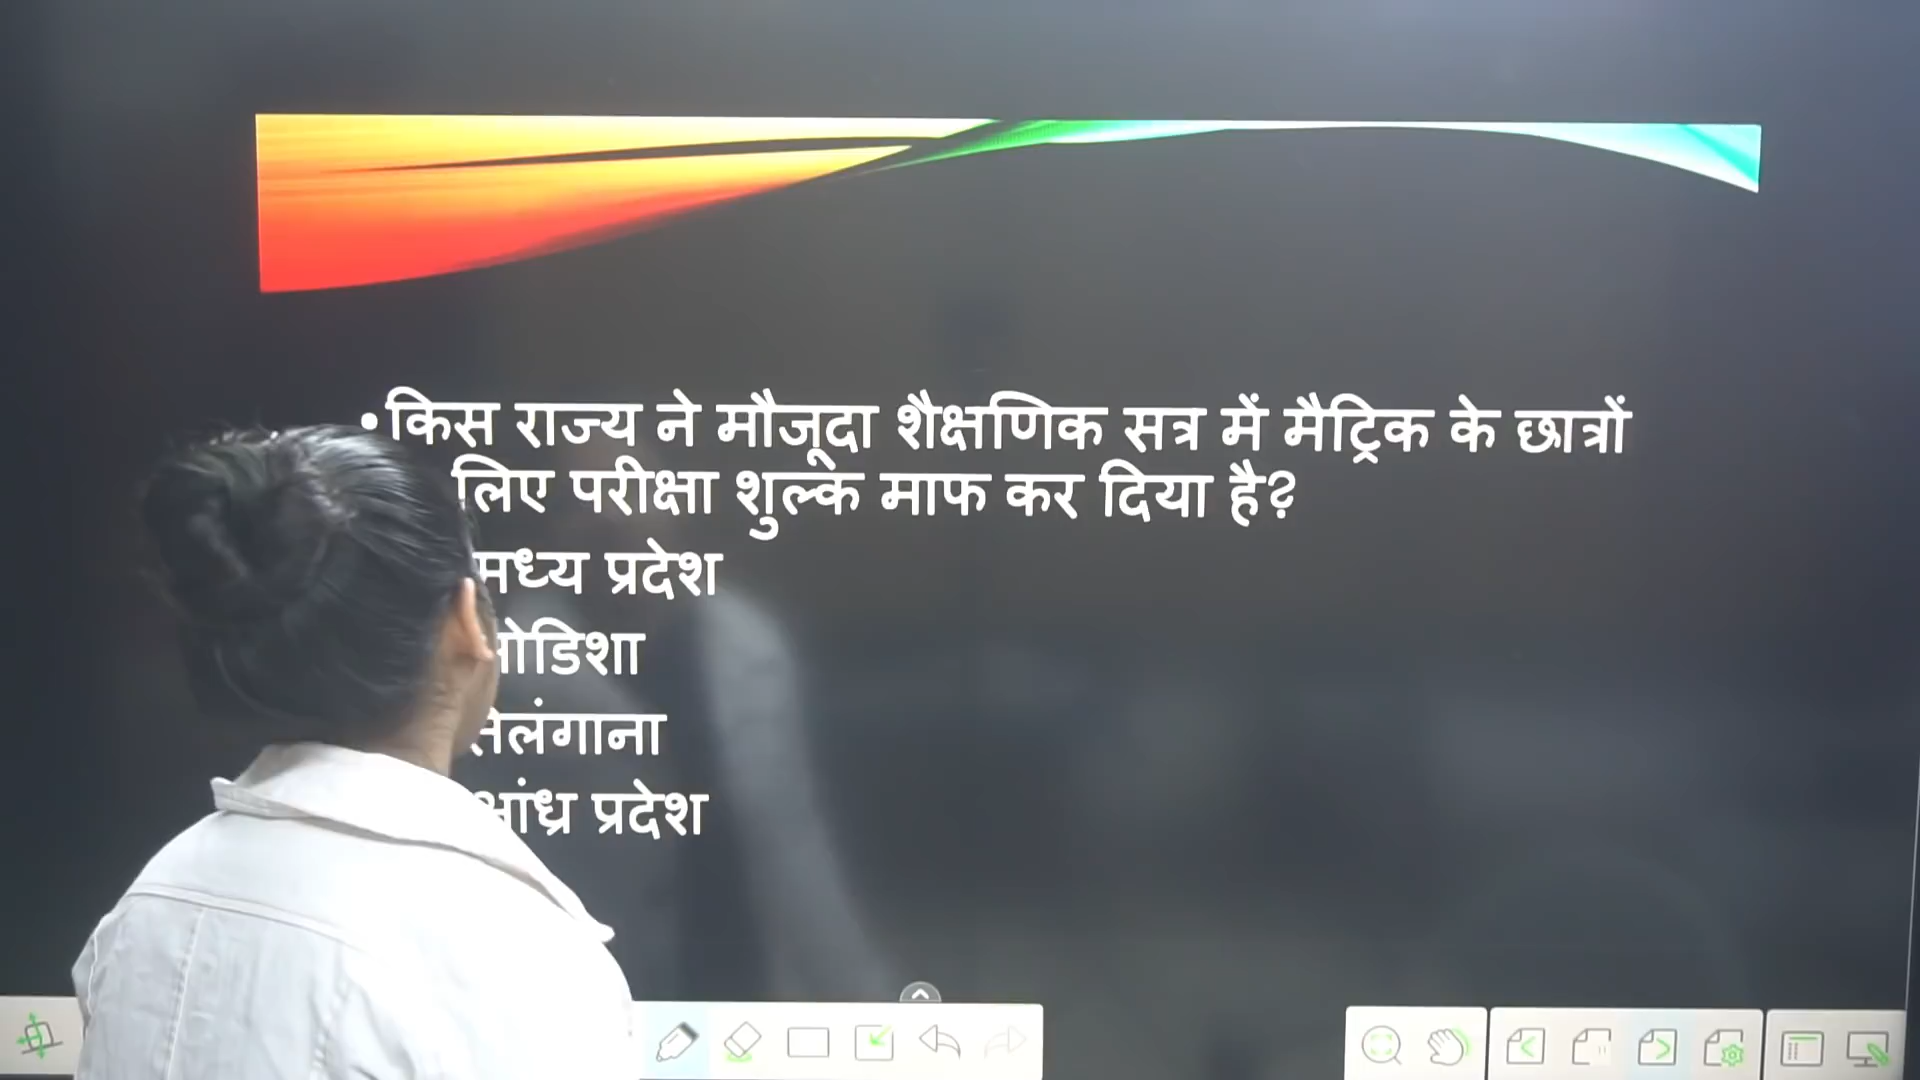 •किस राज्य ने मौजूदा शैक्षणिक सत्र में मैट्रिक के छात्रों
लिए परीक्षा शुल्क माफ कर दिया है?
मध्य प्रदेश
ओडिशा
तेलंगाना
आंध्र प्रदेश